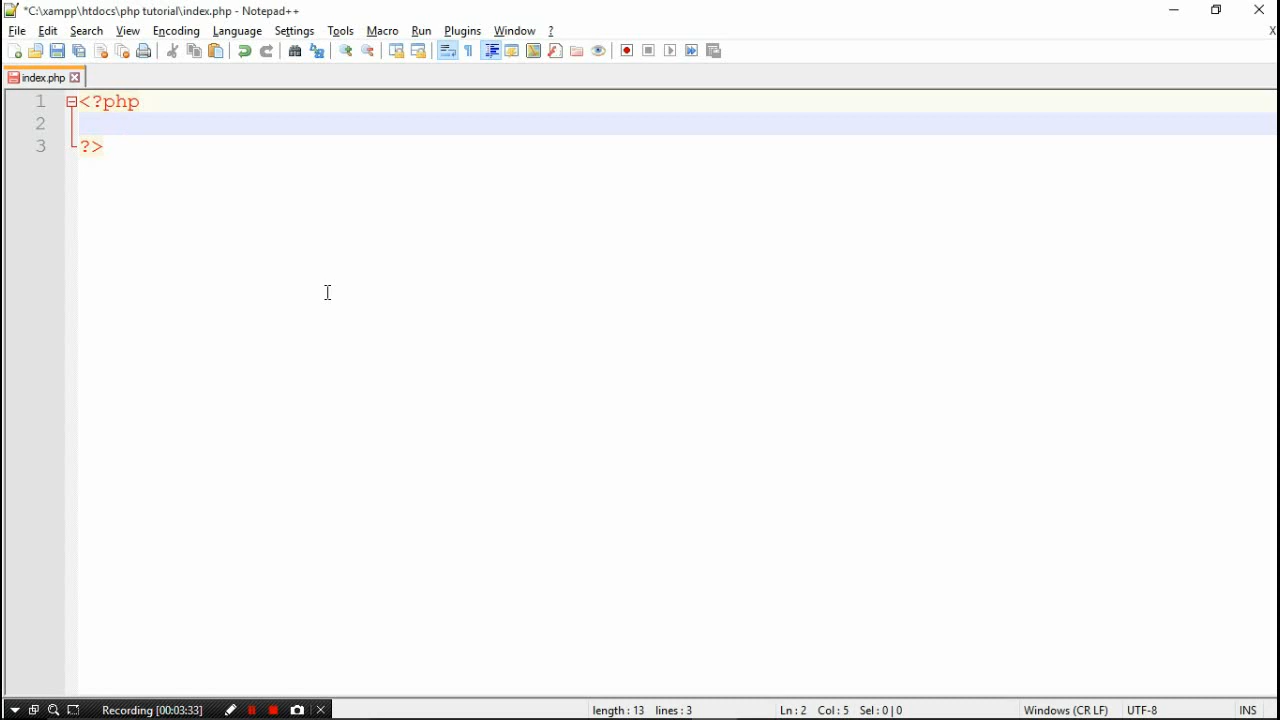 *C:\xampp\htdocs\php tutorial\index.php - Notepad++
File Edit Search View Encoding Language Settings Tools Macro Run Plugins Window ? X
index.php
1 <?php
2
3 ?>
Recording [00:03:33] length : 13 lines : 3 Ln : 2 Col : 5 Sel : 0 | 0 Windows (CR LF) UTF-8 INS